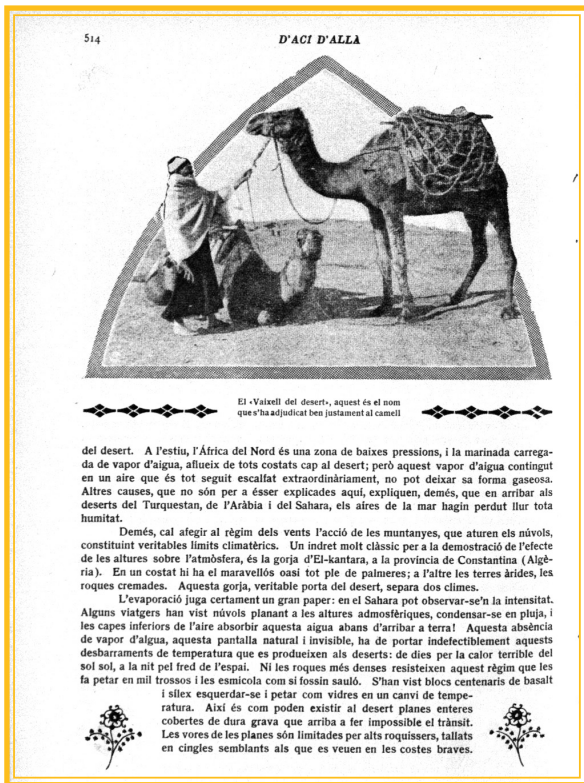 514
D'ACÍ D'ALLÀ
El «Vaixell del desert», aquest és el nom
que s'ha adjudicat ben justament al camell
del desert. A l'estiu, l'África del Nord és una zona de baixes pressions, i la marinada carrega-
da de vapor d'aigua, aflueix de tots costats cap al desert; però aquest vapor d'aigua contingut
en un aire que és tot seguit escalfat extraordinàriament, no pot deixar sa forma gaseosa.
Altres causes, que no són per a ésser explicades aquí, expliquen, demés, que en arribar als
deserts del Turquestan, de l'Aràbia i del Sahara, els aires de la mar hagin perdut llur tota
humitat.
Demés, cal afegir al règim dels vents l'acció de les muntanyes, que aturen els núvols,
constituint veritables límits climatèrics. Un indret molt clàssic per a la demostració de l'efecte
de les altures sobre l'atmòsfera, és la gorja d'El-kantara, a la província de Constantina (Algè-
ria). En un costat hi ha el maravellós oasi tot ple de palmeres; a l'altre les terres àrides, les
roques cremades. Aquesta gorja, veritable porta del desert, separa dos climes.
L'evaporació juga certament un gran paper: en el Sahara pot observar-se'n la intensitat.
Alguns viatgers han vist núvols planant a les altures admosfèriques, condensar-se en pluja, i
les capes inferiors de l'aire absorbir aquesta aigua abans d'arribar a terra! Aquesta absència
de vapor d'algua, aquesta pantalla natural i invisible, ha de portar indefectiblement aquests
desbarraments de temperatura que es produeixen als deserts: de dies per la calor terrible del
sol sol, a la nit pel fred de l'espai. Ni les roques més denses resisteixen aquest règim que les
fa petar en mil trossos i les esmicola com si fossin sauló. S'han vist blocs centenaris de basalt
i sílex esquerdar-se i petar com vidres en un canvi de tempe-
ratura. Així és com poden existir al desert planes enteres
cobertes de dura grava que arriba a fer impossible el trànsit.
Les vores de les planes són limitades per alts roquissers, tallats
en cingles semblants als que es veuen en les costes braves.